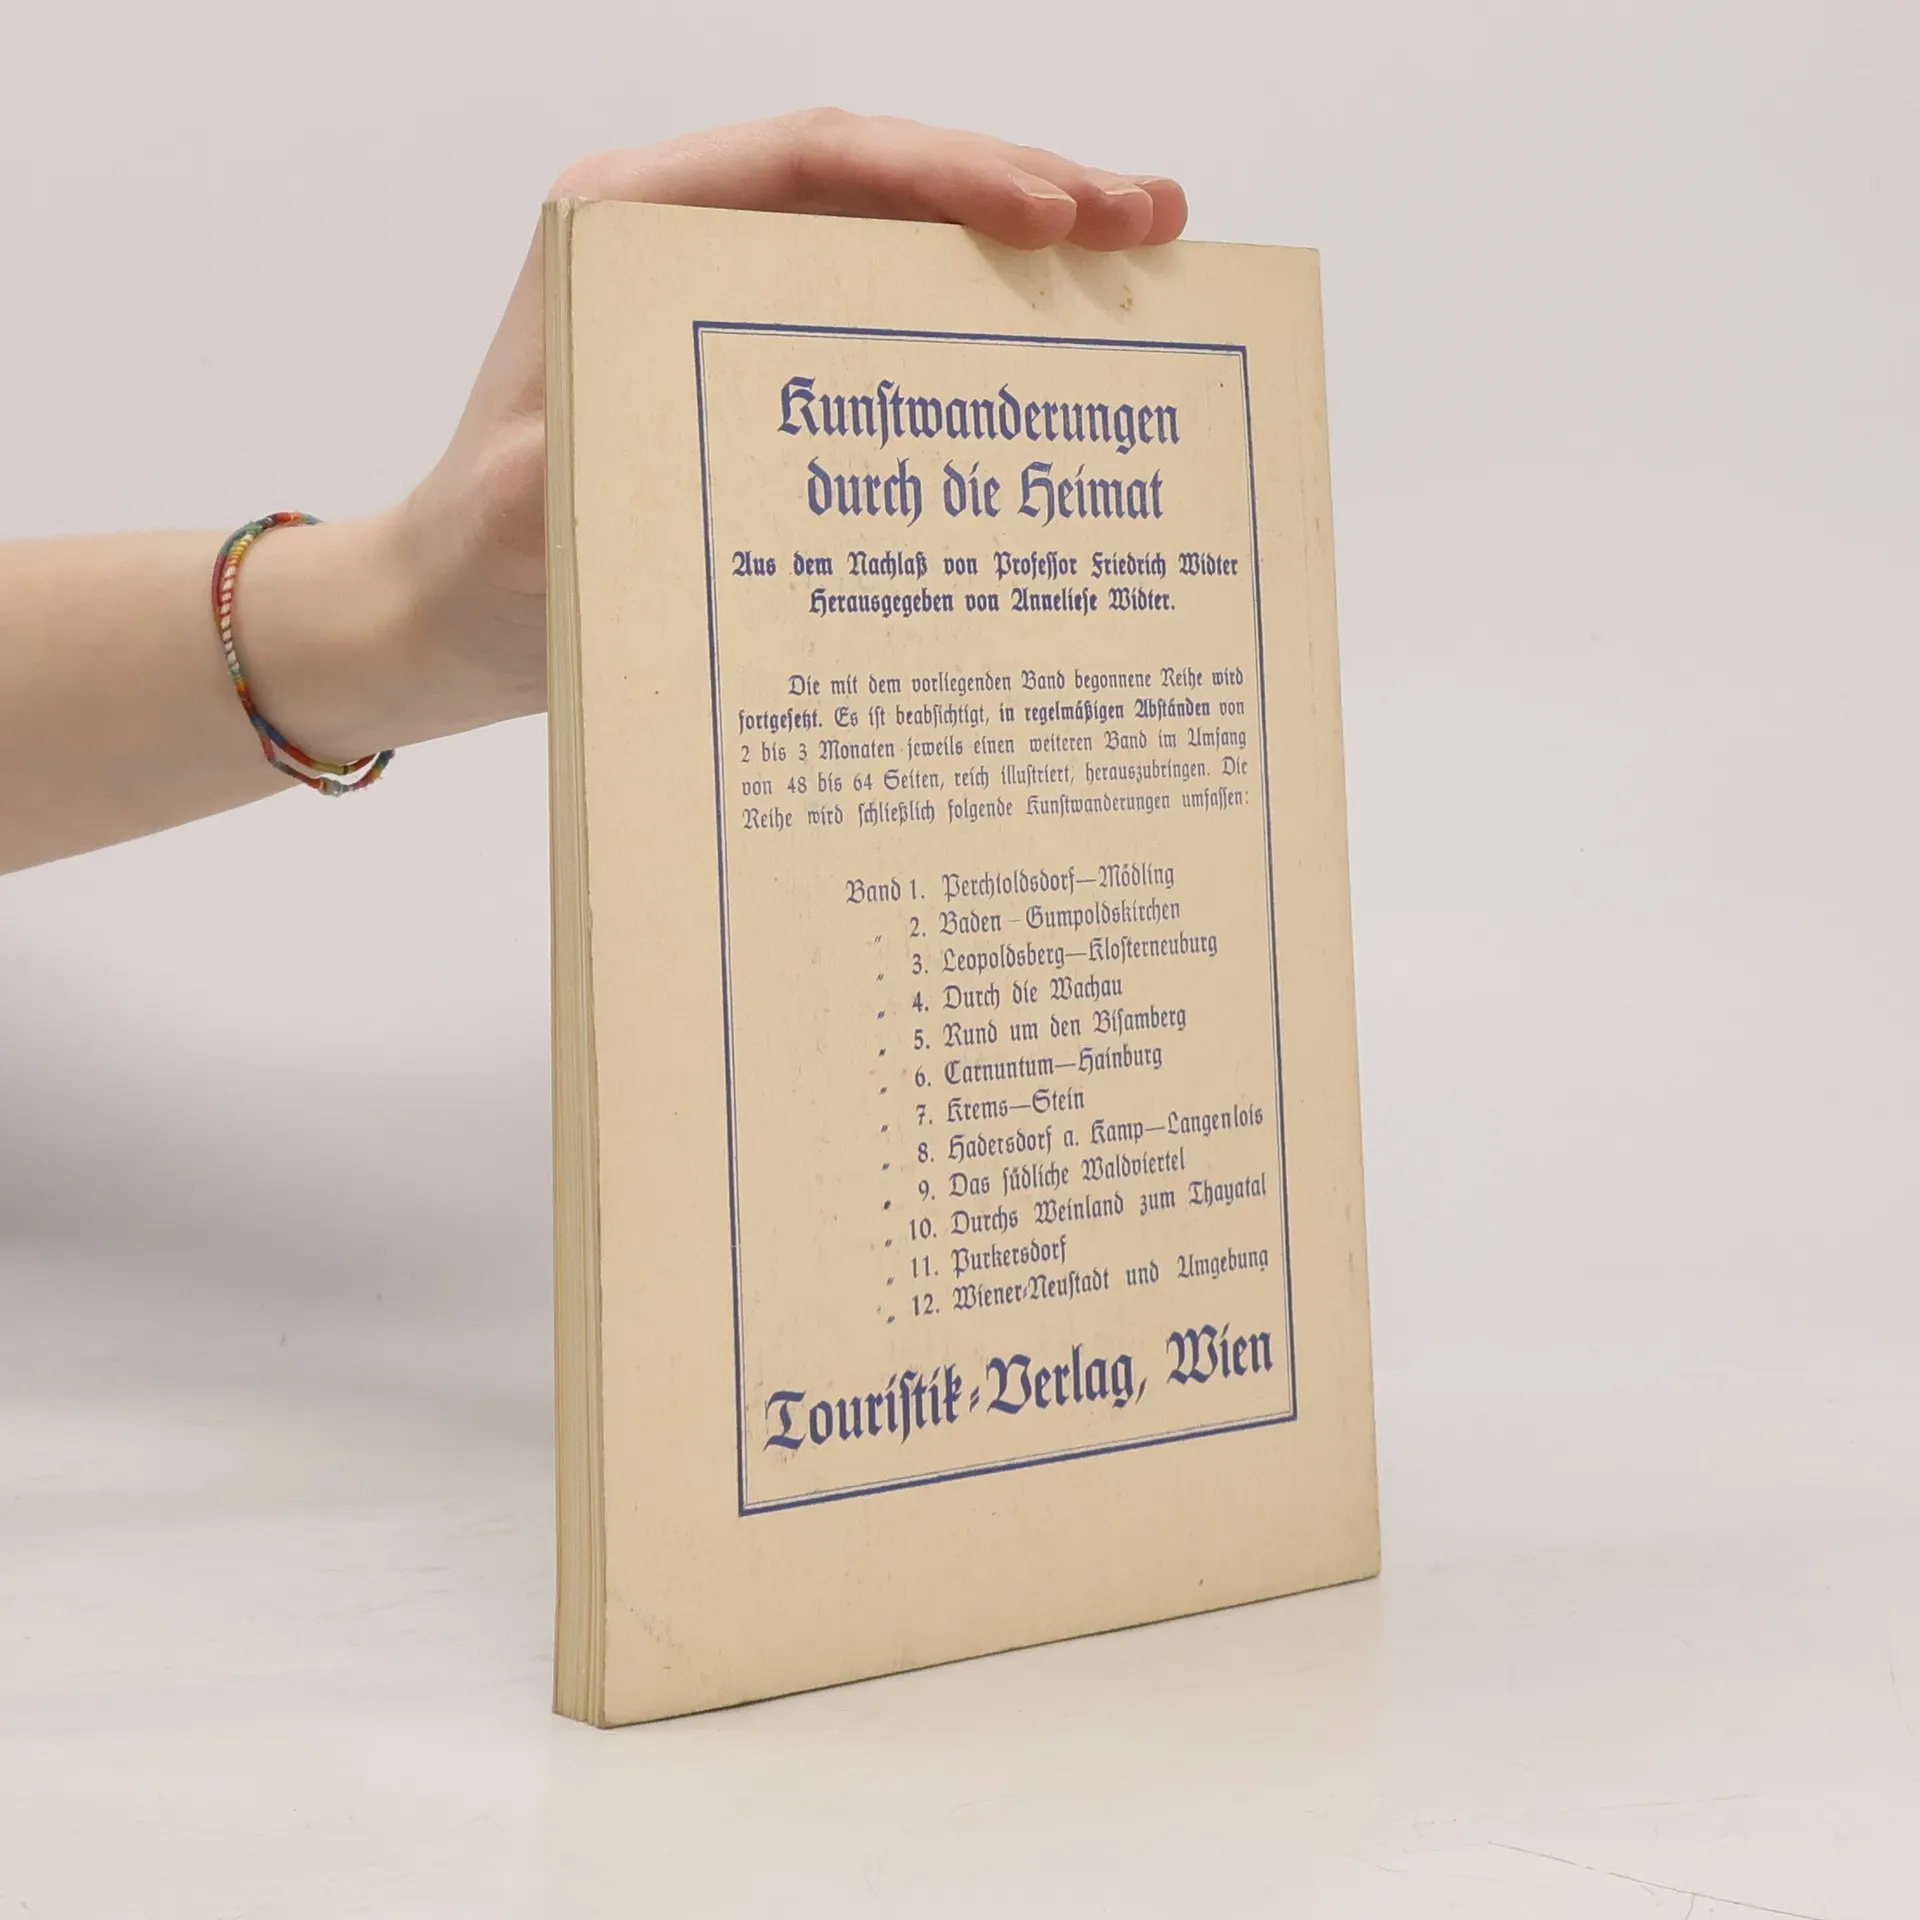 Kunſtwanderungen
durch die Heimat
Aus dem Nachlaß von Profeſſor Friedrich Widter
Herausgegeben von Annelieſe Widter.
Die mit dem vorliegenden Band begonnene Reihe wird
fortgeſetzt. Es iſt beabſichtigt, in regelmäßigen Abſtänden von
2 bis 3 Monaten jeweils einen weiteren Band im Umfang
von 48 bis 64 Seiten, reich illuſtriert, herauszubringen. Die
Reihe wird ſchließlich folgende Kunſtwanderungen umfaſſen:
Band 1. Perchtoldsdorf—Mödling
„ 2. Baden—Gumpoldskirchen
„ 3. Leopoldsberg—Kloſterneuburg
„ 4. Durch die Wachau
„ 5. Rund um den Biſamberg
„ 6. Carnuntum—Hainburg
„ 7. Krems—Stein
„ 8. Hadersdorf a. Kamp—Langenlois
„ 9. Das ſüdliche Waldviertel
„ 10. Durchs Weinland zum Thayatal
„ 11. Purkersdorf
„ 12. Wiener-Neuſtadt und Umgebung
Touriſtik-Verlag, Wien